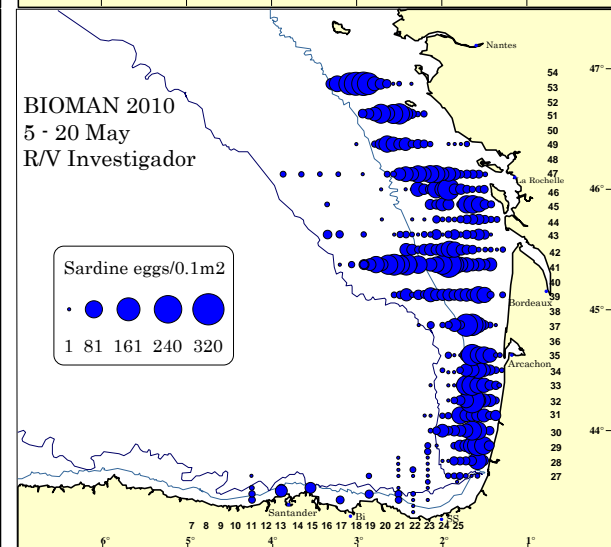 Nantes
54
47°
53
BIOMAN 2010
5 - 20 May
R/V Investigador
52
51
50
49
48
47
La Rochelle
46
46°
45
44
43
42
41
40
39
Sardine eggs/0.1m2
1 81 161 240 320
Bordeaux
45°
38
37
36
35
Arcachon
34
33
32
31
30
44°
29
28
27
Santander
Bi
SS
7 8 9 10 11 12 13 14 15 16 17 18 19 20 21 22 23 24 25
6° 5° 4° 3° 2° 1°